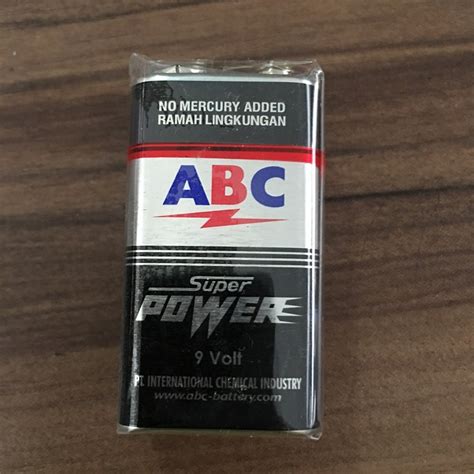 NO MERCURY ADDED
RAMAH LINGKUNGAN
ABC
Super
POWER
9 Volt
PT. INTERNATIONAL CHEMICAL INDUSTRY
www.abc-battery.com